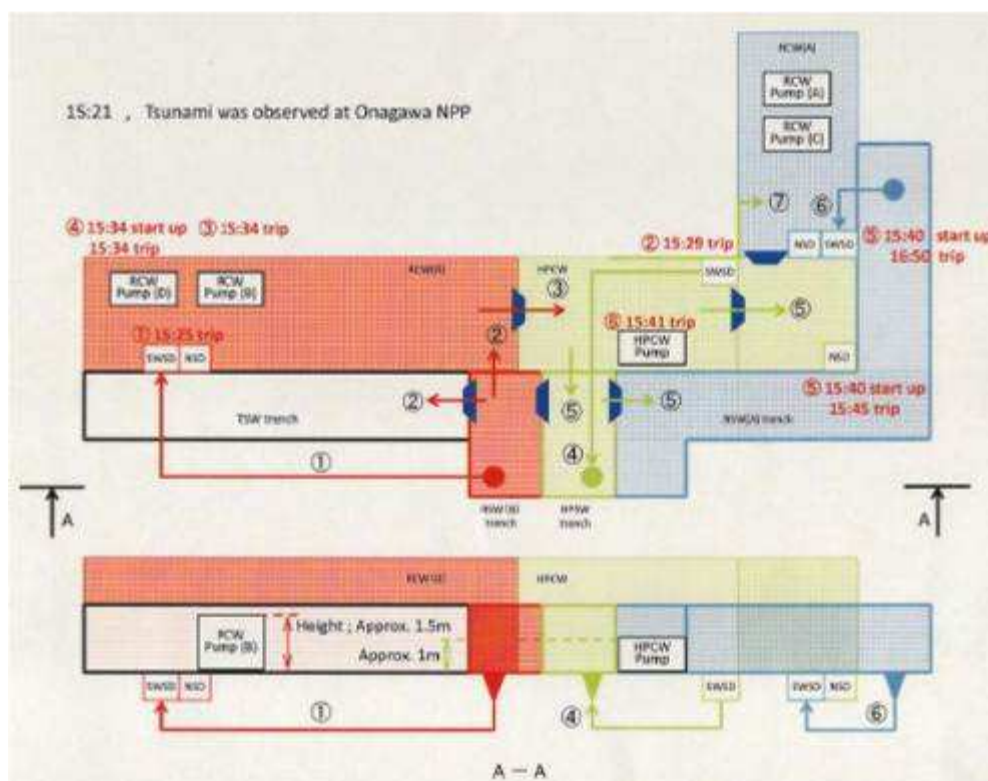 15:21 , Tsunami was observed at Onagawa NPP
RCW(A)
RCW
Pump (A)
RCW
Pump (C)
⑦
⑥
④ 15:34 start up
15:34 trip
③ 15:34 trip
② 15:29 trip
NSD
SWSD
⑤ 15:40 start up
16:50 trip
HPCW
SWSD
RCW
Pump (D)
RCW
Pump (B)
③
⑤
① 15:25 trip
②
⑥ 15:41 trip
HPCW
Pump
SWSD
NSD
NSD
②
⑤
⑤
⑤ 15:40 start up
15:45 trip
TSW trench
RSW(A) trench
①
④
A
A
RSW (B)
trench
HPSW
trench
HPCW
RCW
Pump (B)
Height ; Approx. 1.5m
Approx. 1m
HPCW
Pump
SWSD
NSD
SWSD
SWSD
NSD
①
④
⑥
A — A